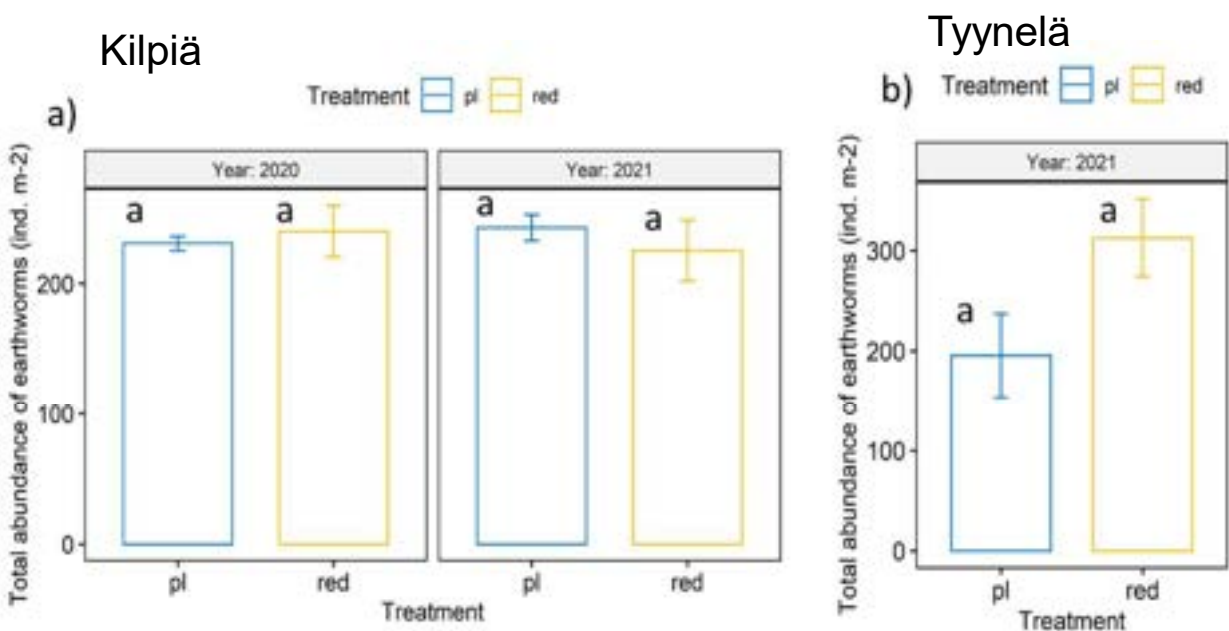 Kilpiä
Treatment pl red
a)
Total abundance of earthworms (ind. m-2)
Year: 2020
Year: 2021
a
a
a
a
200
100
0
pl
red
pl
red
Treatment
Tyynelä
b)
Treatment pl red
Total abundance of earthworms (ind. m-2)
Year: 2021
a
a
300
200
100
0
pl
red
Treatment